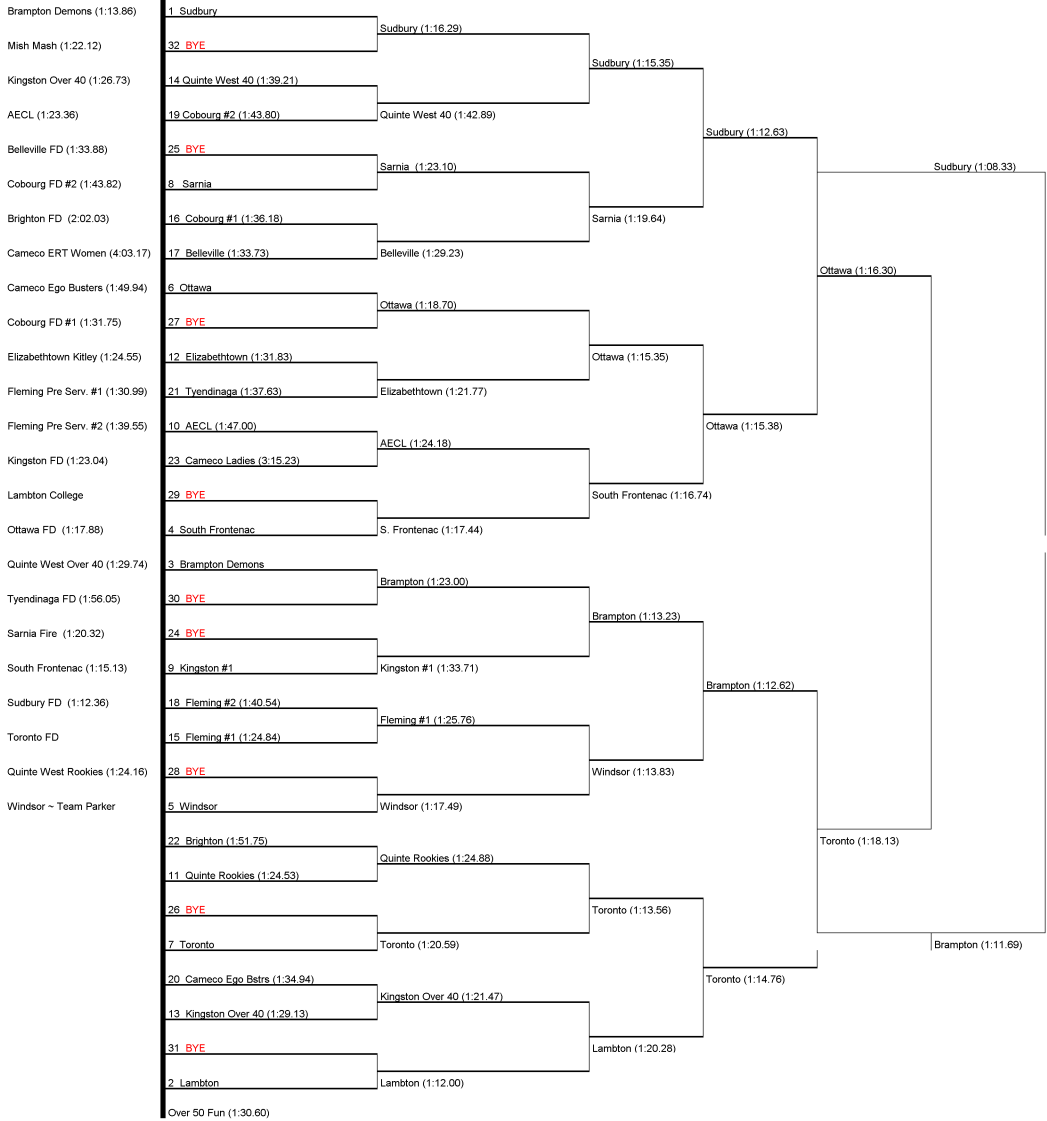 Brampton Demons (1:13.86)
Mish Mash (1:22.12)
Kingston Over 40 (1:26.73)
AECL (1:23.36)
Belleville FD (1:33.88)
Cobourg FD #2 (1:43.82)
Brighton FD (2:02.03)
Cameco ERT Women (4:03.17)
Cameco Ego Busters (1:49.94)
Cobourg FD #1 (1:31.75)
Elizabethtown Kitley (1:24.55)
Fleming Pre Serv. #1 (1:30.99)
Fleming Pre Serv. #2 (1:39.55)
Kingston FD (1:23.04)
Lambton College
Ottawa FD (1:17.88)
Quinte West Over 40 (1:29.74)
Tyendinaga FD (1:56.05)
Sarnia Fire (1:20.32)
South Frontenac (1:15.13)
Sudbury FD (1:12.36)
Toronto FD
Quinte West Rookies (1:24.16)
Windsor ~ Team Parker
1 Sudbury
32 BYE
14 Quinte West 40 (1:39.21)
19 Cobourg #2 (1:43.80)
25 BYE
8 Sarnia
16 Cobourg #1 (1:36.18)
17 Belleville (1:33.73)
6 Ottawa
27 BYE
12 Elizabethtown (1:31.83)
21 Tyendinaga (1:37.63)
10 AECL (1:47.00)
23 Cameco Ladies (3:15.23)
29 BYE
4 South Frontenac
3 Brampton Demons
30 BYE
24 BYE
9 Kingston #1
18 Fleming #2 (1:40.54)
15 Fleming #1 (1:24.84)
28 BYE
5 Windsor
22 Brighton (1:51.75)
11 Quinte Rookies (1:24.53)
26 BYE
7 Toronto
20 Cameco Ego Bstrs (1:34.94)
13 Kingston Over 40 (1:29.13)
31 BYE
2 Lambton
Over 50 Fun (1:30.60)
Sudbury (1:16.29)
Quinte West 40 (1:42.89)
Sarnia (1:23.10)
Belleville (1:29.23)
Ottawa (1:18.70)
Elizabethtown (1:21.77)
AECL (1:24.18)
S. Frontenac (1:17.44)
Brampton (1:23.00)
Kingston #1 (1:33.71)
Fleming #1 (1:25.76)
Windsor (1:17.49)
Quinte Rookies (1:24.88)
Toronto (1:20.59)
Kingston Over 40 (1:21.47)
Lambton (1:12.00)
Sudbury (1:15.35)
Sarnia (1:19.64)
Ottawa (1:15.35)
South Frontenac (1:16.74)
Brampton (1:13.23)
Windsor (1:13.83)
Toronto (1:13.56)
Lambton (1:20.28)
Sudbury (1:12.63)
Ottawa (1:15.38)
Brampton (1:12.62)
Toronto (1:14.76)
Ottawa (1:16.30)
Toronto (1:18.13)
Sudbury (1:08.33)
Brampton (1:11.69)